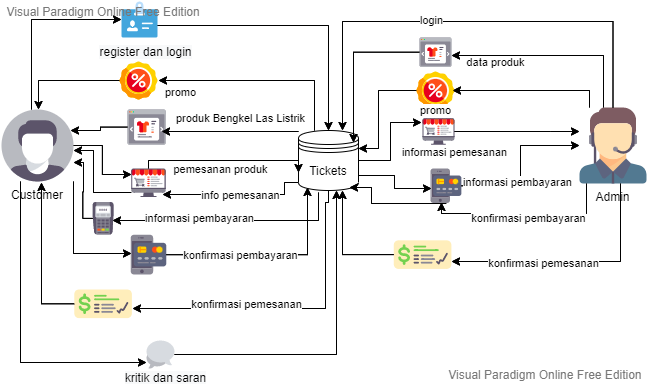 Visual Paradigm Online Free Edition
login
register dan login
data produk
promo
promo
produk Bengkel Las Listrik
informasi pemesanan
Tickets
pemesanan produk
informasi pembayaran
Customer
info pemesanan
Admin
informasi pembayaran
konfirmasi pembayaran
konfirmasi pembayaran
konfirmasi pemesanan
konfirmasi pemesanan
kritik dan saran
Visual Paradigm Online Free Edition